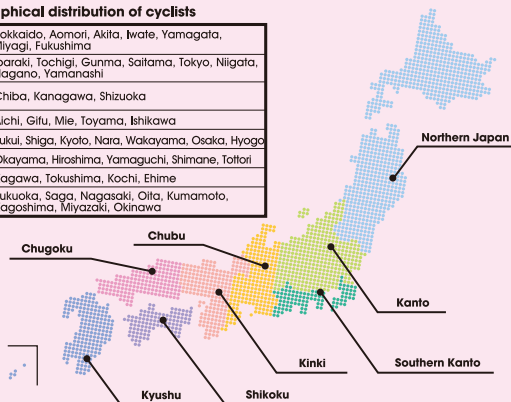 phical distribution of cyclists
okkaido, Aomori, Akita, Iwate, Yamagata,
iyagi, Fukushima
baraki, Tochigi, Gunma, Saitama, Tokyo, Niigata,
agano, Yamanashi
hiba, Kanagawa, Shizuoka
ichi, Gifu, Mie, Toyama, Ishikawa
ukui, Shiga, Kyoto, Nara, Wakayama, Osaka, Hyogo
Okayama, Hiroshima, Yamaguchi, Shimane, Tottori
agawa, Tokushima, Kochi, Ehime
ukuoka, Saga, Nagasaki, Oita, Kumamoto,
agoshima, Miyazaki, Okinawa
Northern Japan
Chubu
Chugoku
Kanto
Kinki
Southern Kanto
Kyushu
Shikoku